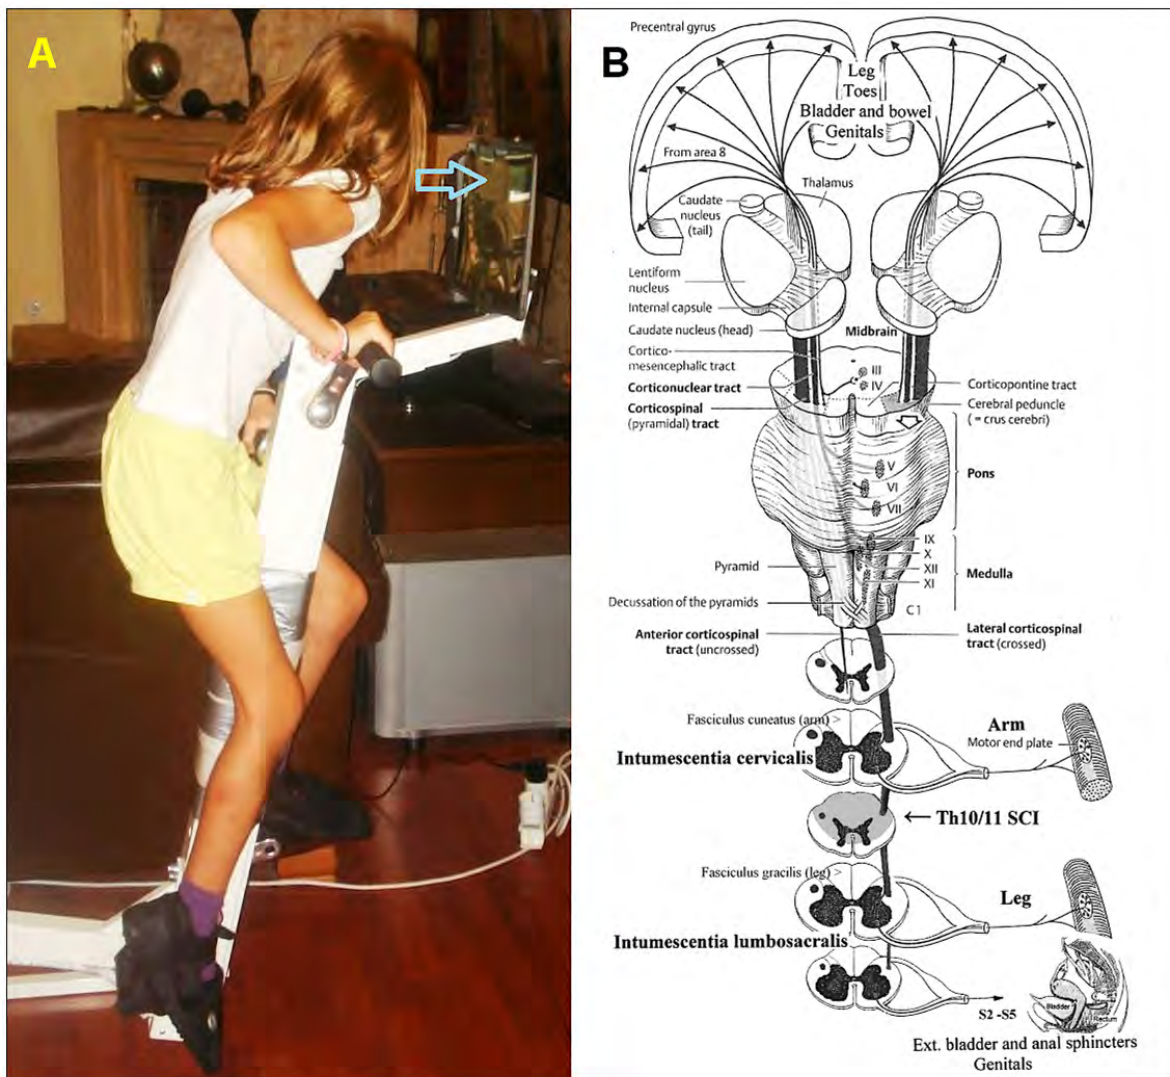 A
B
Precentral gyrus
Leg
Toes
Bladder and bowel
Genitals
From area 8
Thalamus
Caudate
nucleus
(tail)
Lentiform
nucleus
Internal capsule
Caudate nucleus (head)
Midbrain
Cortico-
mesencephalic tract
III
IV
Corticonuclear tract
Corticopontine tract
Corticospinal
(pyramidal) tract
Cerebral peduncle
( = crus cerebri)
V
VI
VII
Pons
IX
X
XII
XI
Pyramid
Medulla
Decussation of the pyramids
C1
Anterior corticospinal
tract (uncrossed)
Lateral corticospinal
tract (crossed)
Fasciculus cuneatus (arm) >
Arm
Motor end plate
Intumescentia cervicalis
← Th10/11 SCI
Fasciculus gracilis (leg) >
Leg
Intumescentia lumbosacralis
S2 -S5
Bladder
Rectum
Ext. bladder and anal sphincters
Genitals